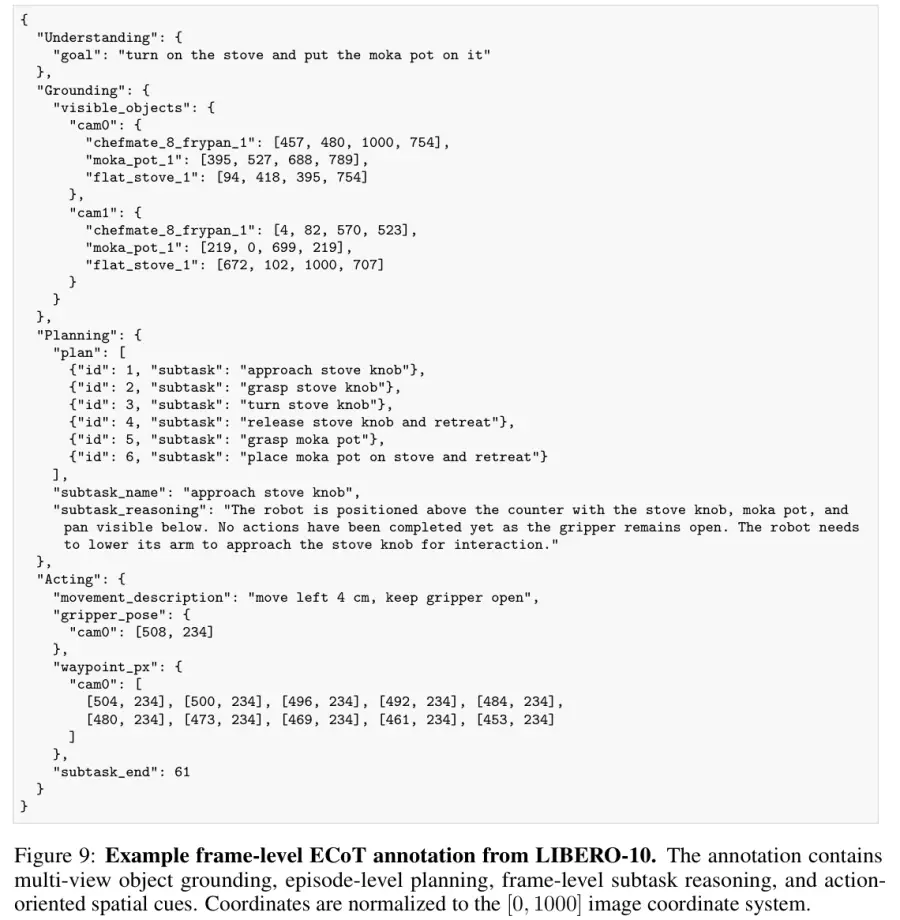 {
  "Understanding": {
    "goal": "turn on the stove and put the moka pot on it"
  },
  "Grounding": {
    "visible_objects": {
      "cam0": {
        "chefmate_8_frypan_1": [457, 480, 1000, 754],
        "moka_pot_1": [395, 527, 688, 789],
        "flat_stove_1": [94, 418, 395, 754]
      },
      "cam1": {
        "chefmate_8_frypan_1": [4, 82, 570, 523],
        "moka_pot_1": [219, 0, 699, 219],
        "flat_stove_1": [672, 102, 1000, 707]
      }
    }
  },
  "Planning": {
    "plan": [
      {"id": 1, "subtask": "approach stove knob"},
      {"id": 2, "subtask": "grasp stove knob"},
      {"id": 3, "subtask": "turn stove knob"},
      {"id": 4, "subtask": "release stove knob and retreat"},
      {"id": 5, "subtask": "grasp moka pot"},
      {"id": 6, "subtask": "place moka pot on stove and retreat"}
    ],
    "subtask_name": "approach stove knob",
    "subtask_reasoning": "The robot is positioned above the counter with the stove knob, moka pot, and
     pan visible below. No actions have been completed yet as the gripper remains open. The robot needs
     to lower its arm to approach the stove knob for interaction."
  },
  "Acting": {
    "movement_description": "move left 4 cm, keep gripper open",
    "gripper_pose": {
      "cam0": [508, 234]
    },
    "waypoint_px": {
      "cam0": [
        [504, 234], [500, 234], [496, 234], [492, 234], [484, 234],
        [480, 234], [473, 234], [469, 234], [461, 234], [453, 234]
      ]
    },
    "subtask_end": 61
  }
}
Figure 9: Example frame-level ECoT annotation from LIBERO-10. The annotation contains
multi-view object grounding, episode-level planning, frame-level subtask reasoning, and action-
oriented spatial cues. Coordinates are normalized to the [0, 1000] image coordinate system.